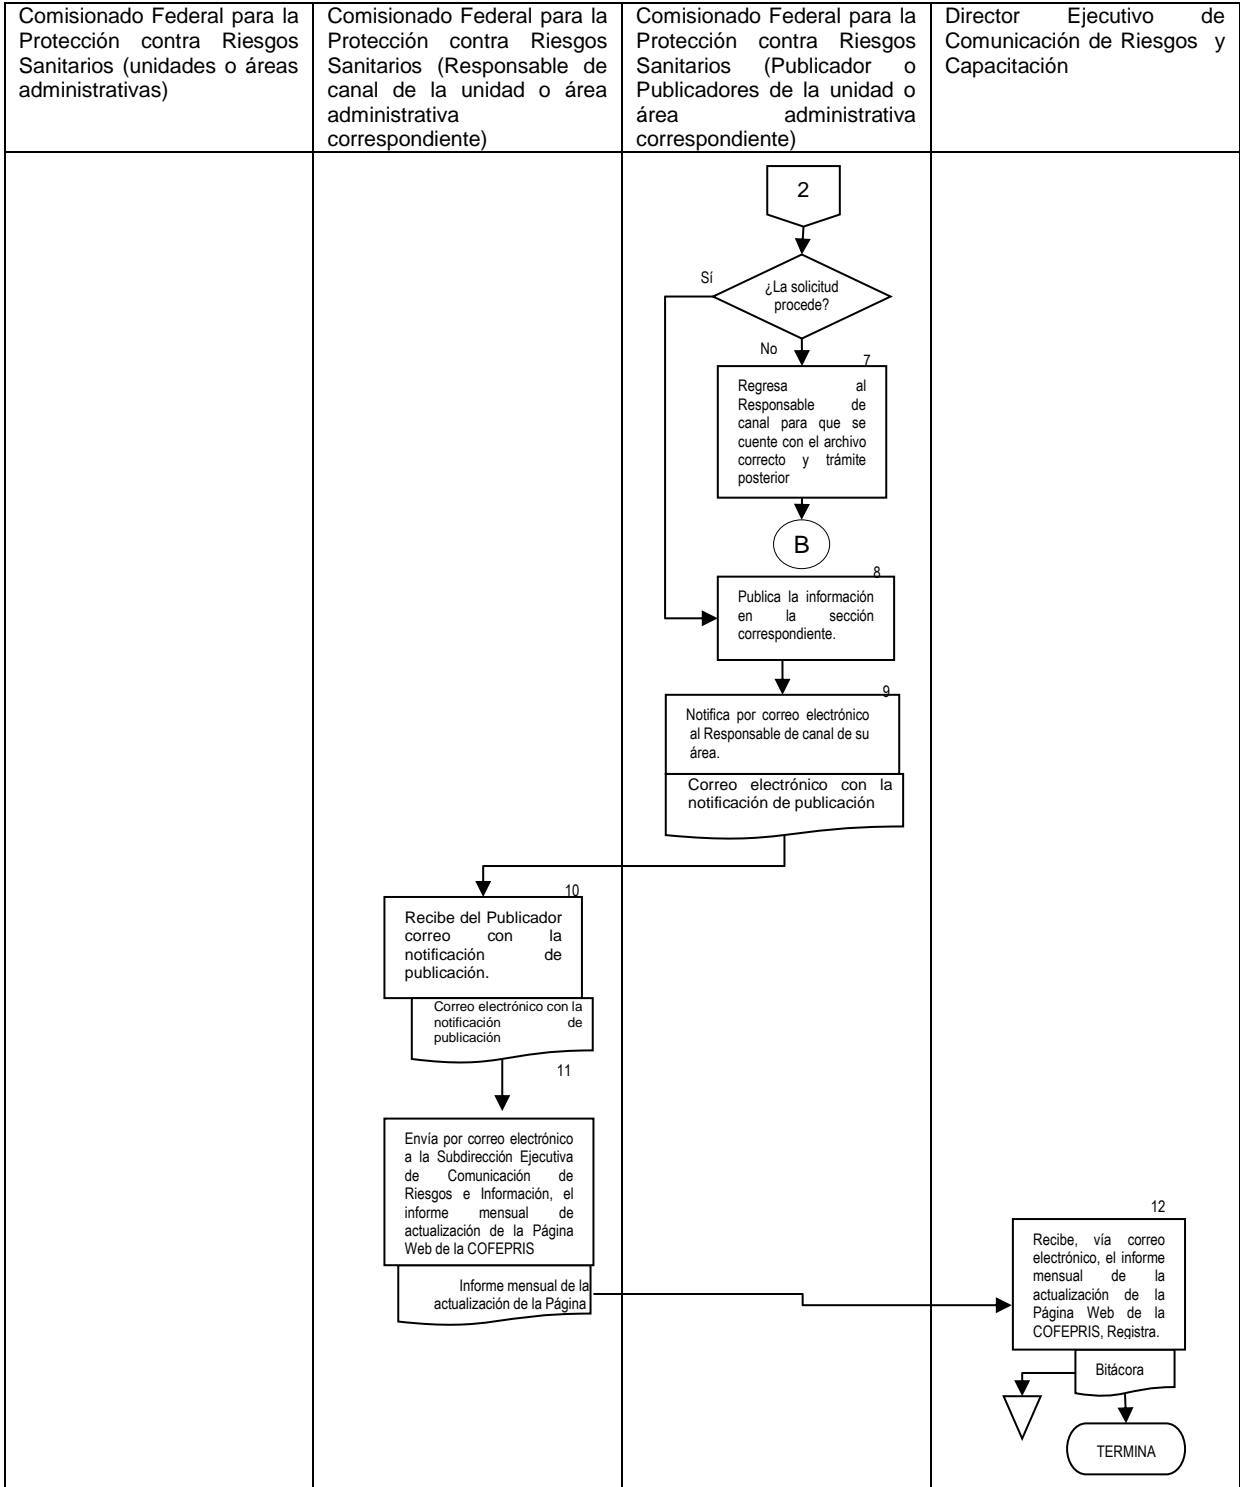 Comisionado Federal para la
Protección contra Riesgos
Sanitarios (unidades o áreas
administrativas)
Comisionado Federal para la
Protección contra Riesgos
Sanitarios (Responsable de
canal de la unidad o área
administrativa
correspondiente)
Comisionado Federal para la
Protección contra Riesgos
Sanitarios (Publicador o
Publicadores de la unidad o
área administrativa
correspondiente)
Director Ejecutivo de
Comunicación de Riesgos y
Capacitación
2
Sí
¿La solicitud
procede?
No
7
Regresa al
Responsable de
canal para que se
cuente con el archivo
correcto y trámite
posterior
B
8
Publica la información
en la sección
correspondiente.
9
Notifica por correo electrónico
al Responsable de canal de su
área.
Correo electrónico con la
notificación de publicación
10
Recibe del Publicador
correo con la
notificación de
publicación.
Correo electrónico con la
notificación de
publicación
11
Envía por correo electrónico
a la Subdirección Ejecutiva
de Comunicación de
Riesgos e Información, el
informe mensual de
actualización de la Página
Web de la COFEPRIS
Informe mensual de la
actualización de la Página
12
Recibe, vía correo
electrónico, el informe
mensual de la
actualización de la
Página Web de la
COFEPRIS, Registra.
Bitácora
TERMINA